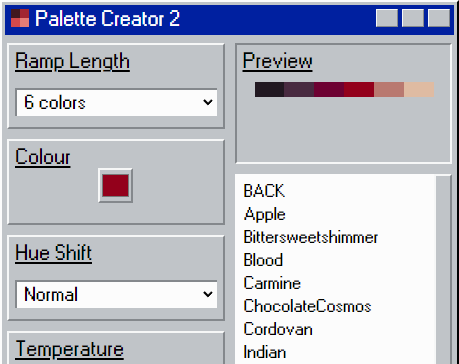 Palette Creator 2
Ramp Length
6 colors
Colour
Hue Shift
Normal
Temperature
Preview
BACK
Apple
Bittersweetshimmer
Blood
Carmine
ChocolateCosmos
Cordovan
Indian